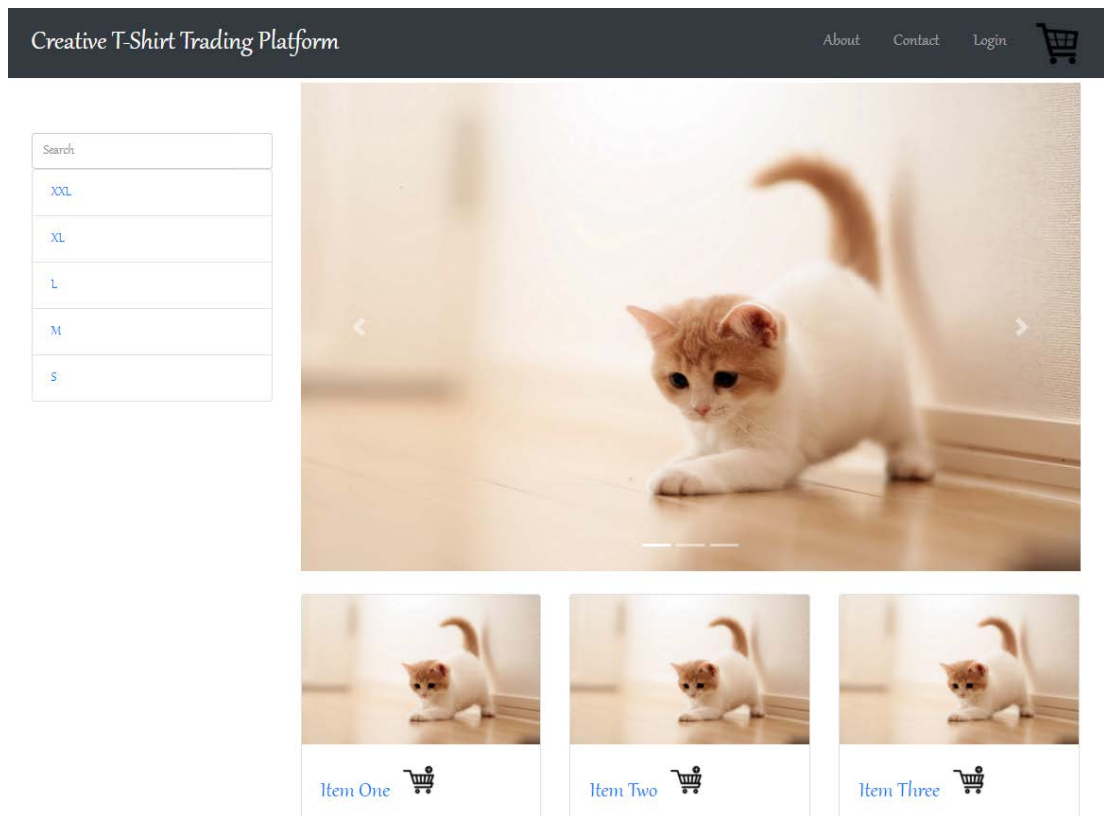 Creative T-Shirt Trading Platform
About Contact Login
Search
XXL
XL
L
M
S
Item One
Item Two
Item Three